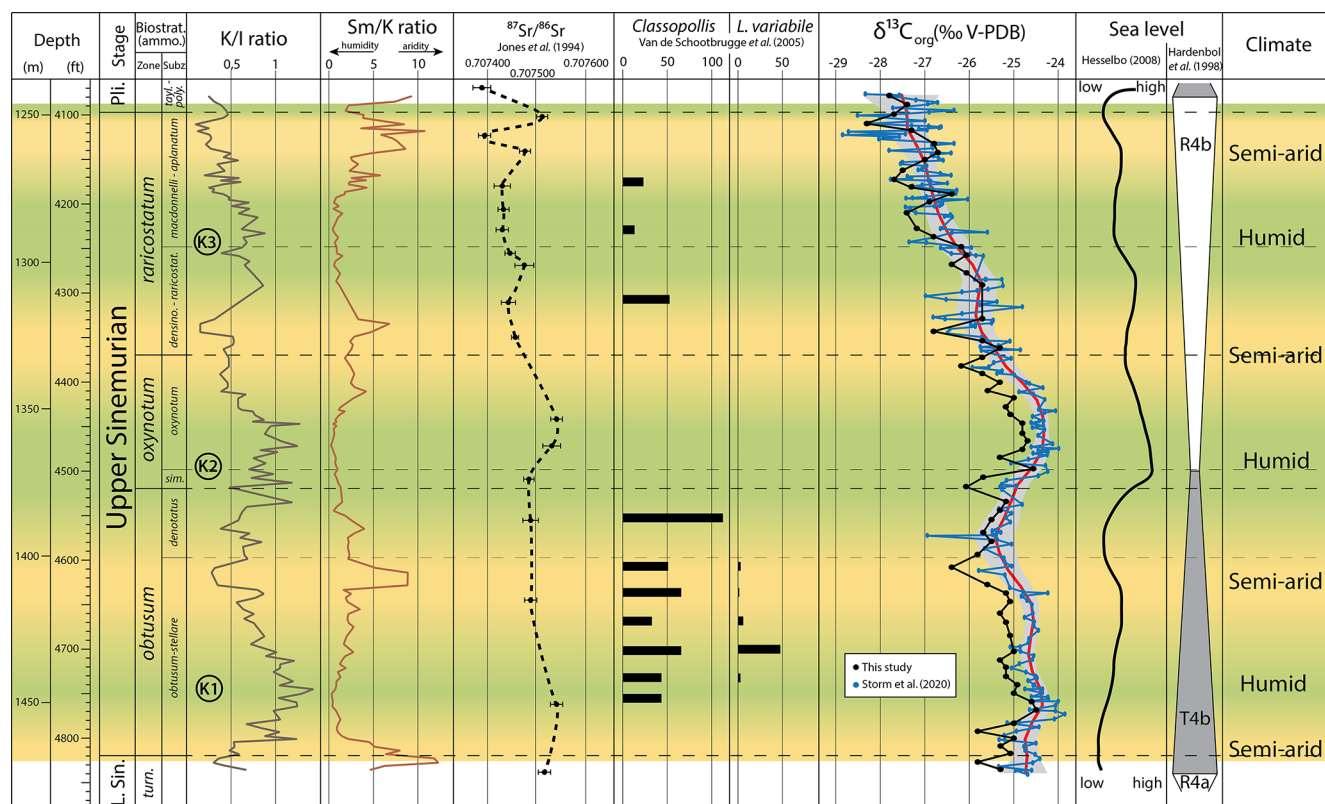 Depth
(m) (ft)
Stage
Biostrat.
(ammo.)
Zone Subz.
K/I ratio
0,5 1
Sm/K ratio
humidity aridity
0 5 10
⁸⁷Sr/⁸⁶Sr
Jones et al. (1994)
0.707400 0.707600
0.707500
Classopollis L. variabile
Van de Schootbrugge et al. (2005)
0 50 100 0 50
δ¹³Corg(‰ V-PDB)
-29 -28 -27 -26 -25 -24
Sea level
Hesselbo (2008)
Hardenbol
et al. (1998)
Climate
low high
low high
1250
1300
1350
1400
1450
4100
4200
4300
4400
4500
4600
4700
4800
Pli.
Upper Sinemurian
L. Sin.
raricostatum
oxynotum
obtusum
turn.
tayl.-
poly.
macdonnelli - aplanatum
densino. - raricostat.
oxynotum
sim.
denotatus
obtusum-stellare
K3
K2
K1
This study
Storm et al. (2020)
R4b
T4b
R4a
Semi-arid
Humid
Semi-arid
Humid
Semi-arid
Humid
Semi-arid